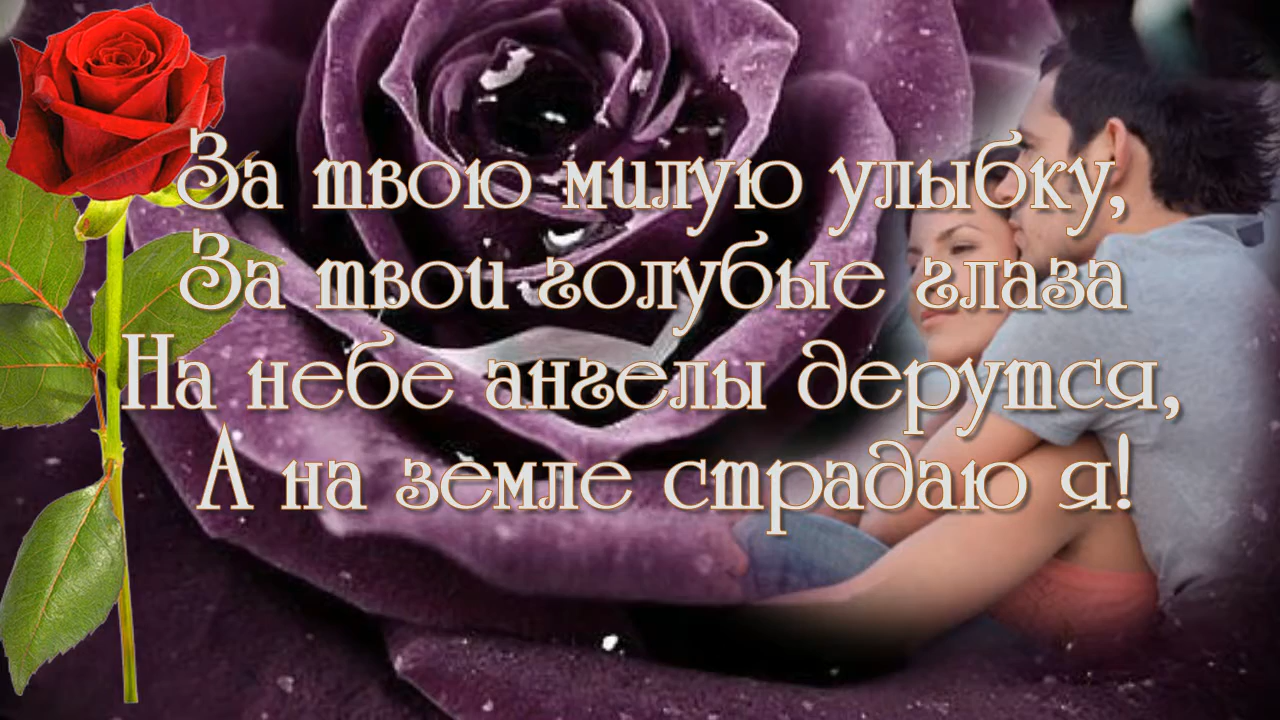 За твою милую улыбку,
За твои голубые глаза
На небе ангелы дерутся,
А на земле страдаю я!